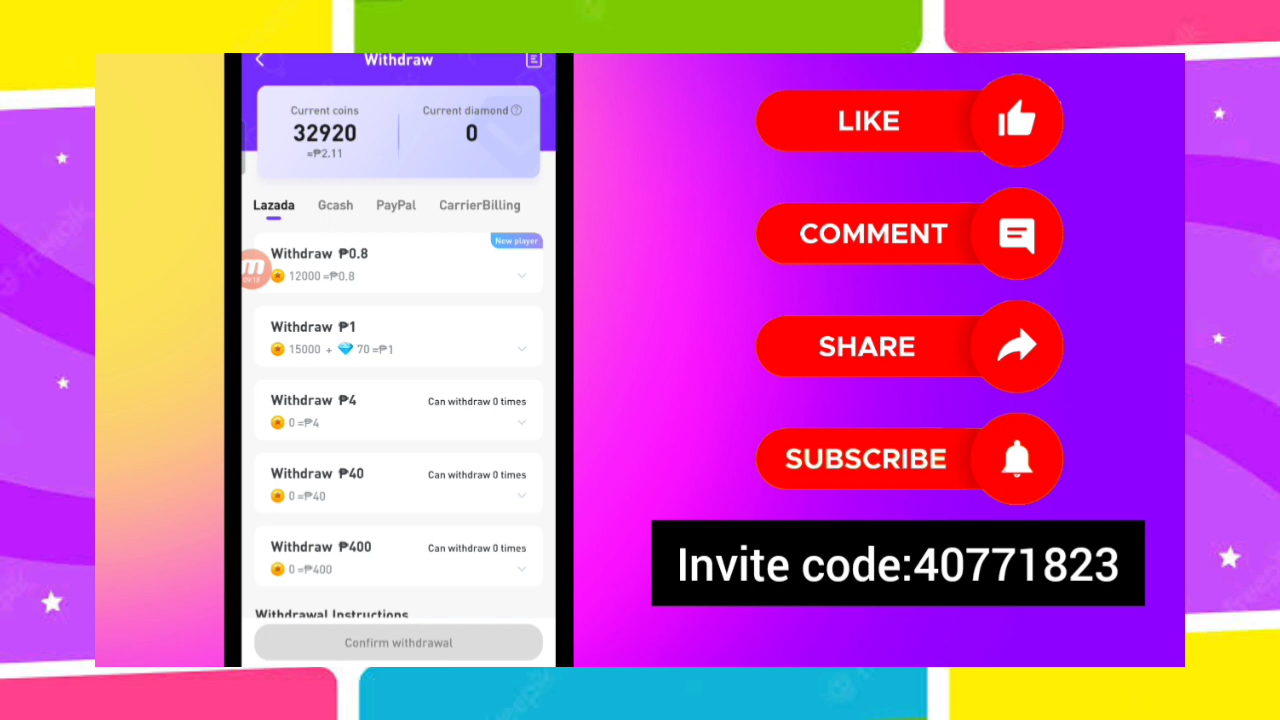 Withdraw
Current coins
32920
=₱2.11
Current diamond
0
Lazada Gcash PayPal CarrierBilling
New player
Withdraw ₱0.8
12000 =₱0.8
Withdraw ₱1
15000 + 70 =₱1
Withdraw ₱4
Can withdraw 0 times
0 =₱4
Withdraw ₱40
Can withdraw 0 times
0 =₱40
Withdraw ₱400
Can withdraw 0 times
0 =₱400
Withdrawal Instructions
Confirm withdrawal
LIKE
COMMENT
SHARE
SUBSCRIBE
Invite code:40771823